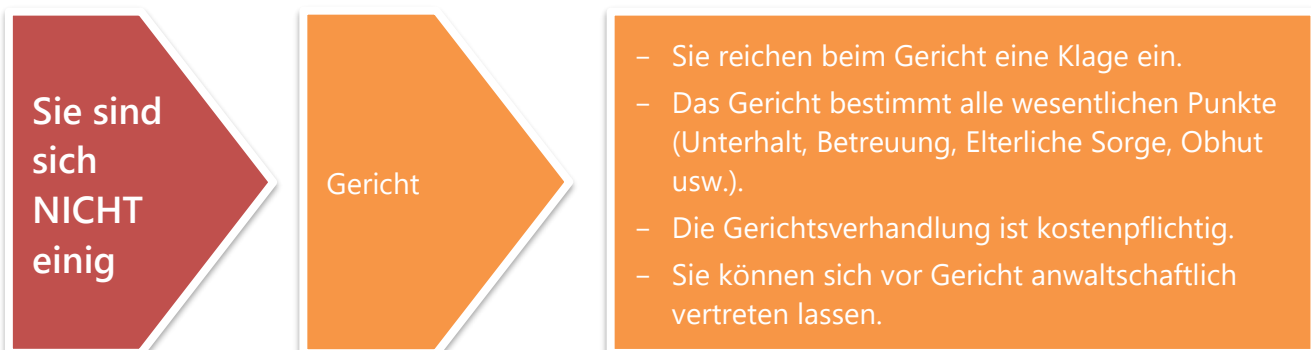 Sie sind
sich
NICHT
einig
Gericht
– Sie reichen beim Gericht eine Klage ein.
– Das Gericht bestimmt alle wesentlichen Punkte
(Unterhalt, Betreuung, Elterliche Sorge, Obhut
usw.).
– Die Gerichtsverhandlung ist kostenpflichtig.
– Sie können sich vor Gericht anwaltschaftlich
vertreten lassen.